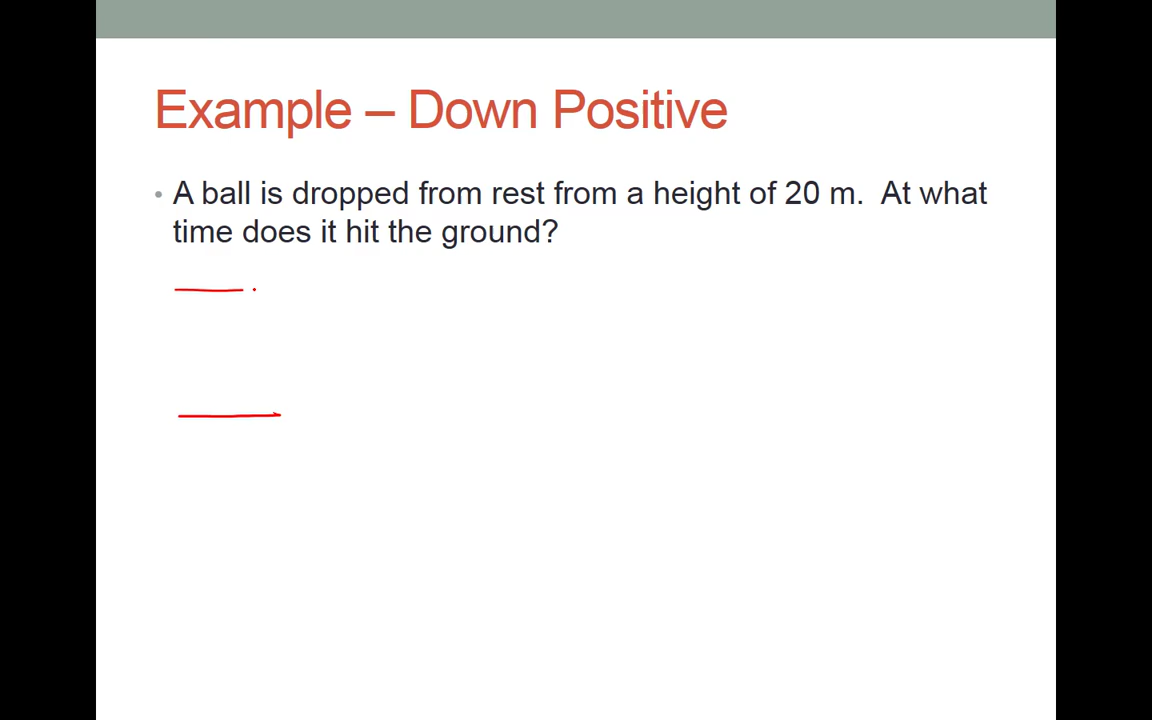 Example – Down Positive
• A ball is dropped from rest from a height of 20 m.  At what
time does it hit the ground?